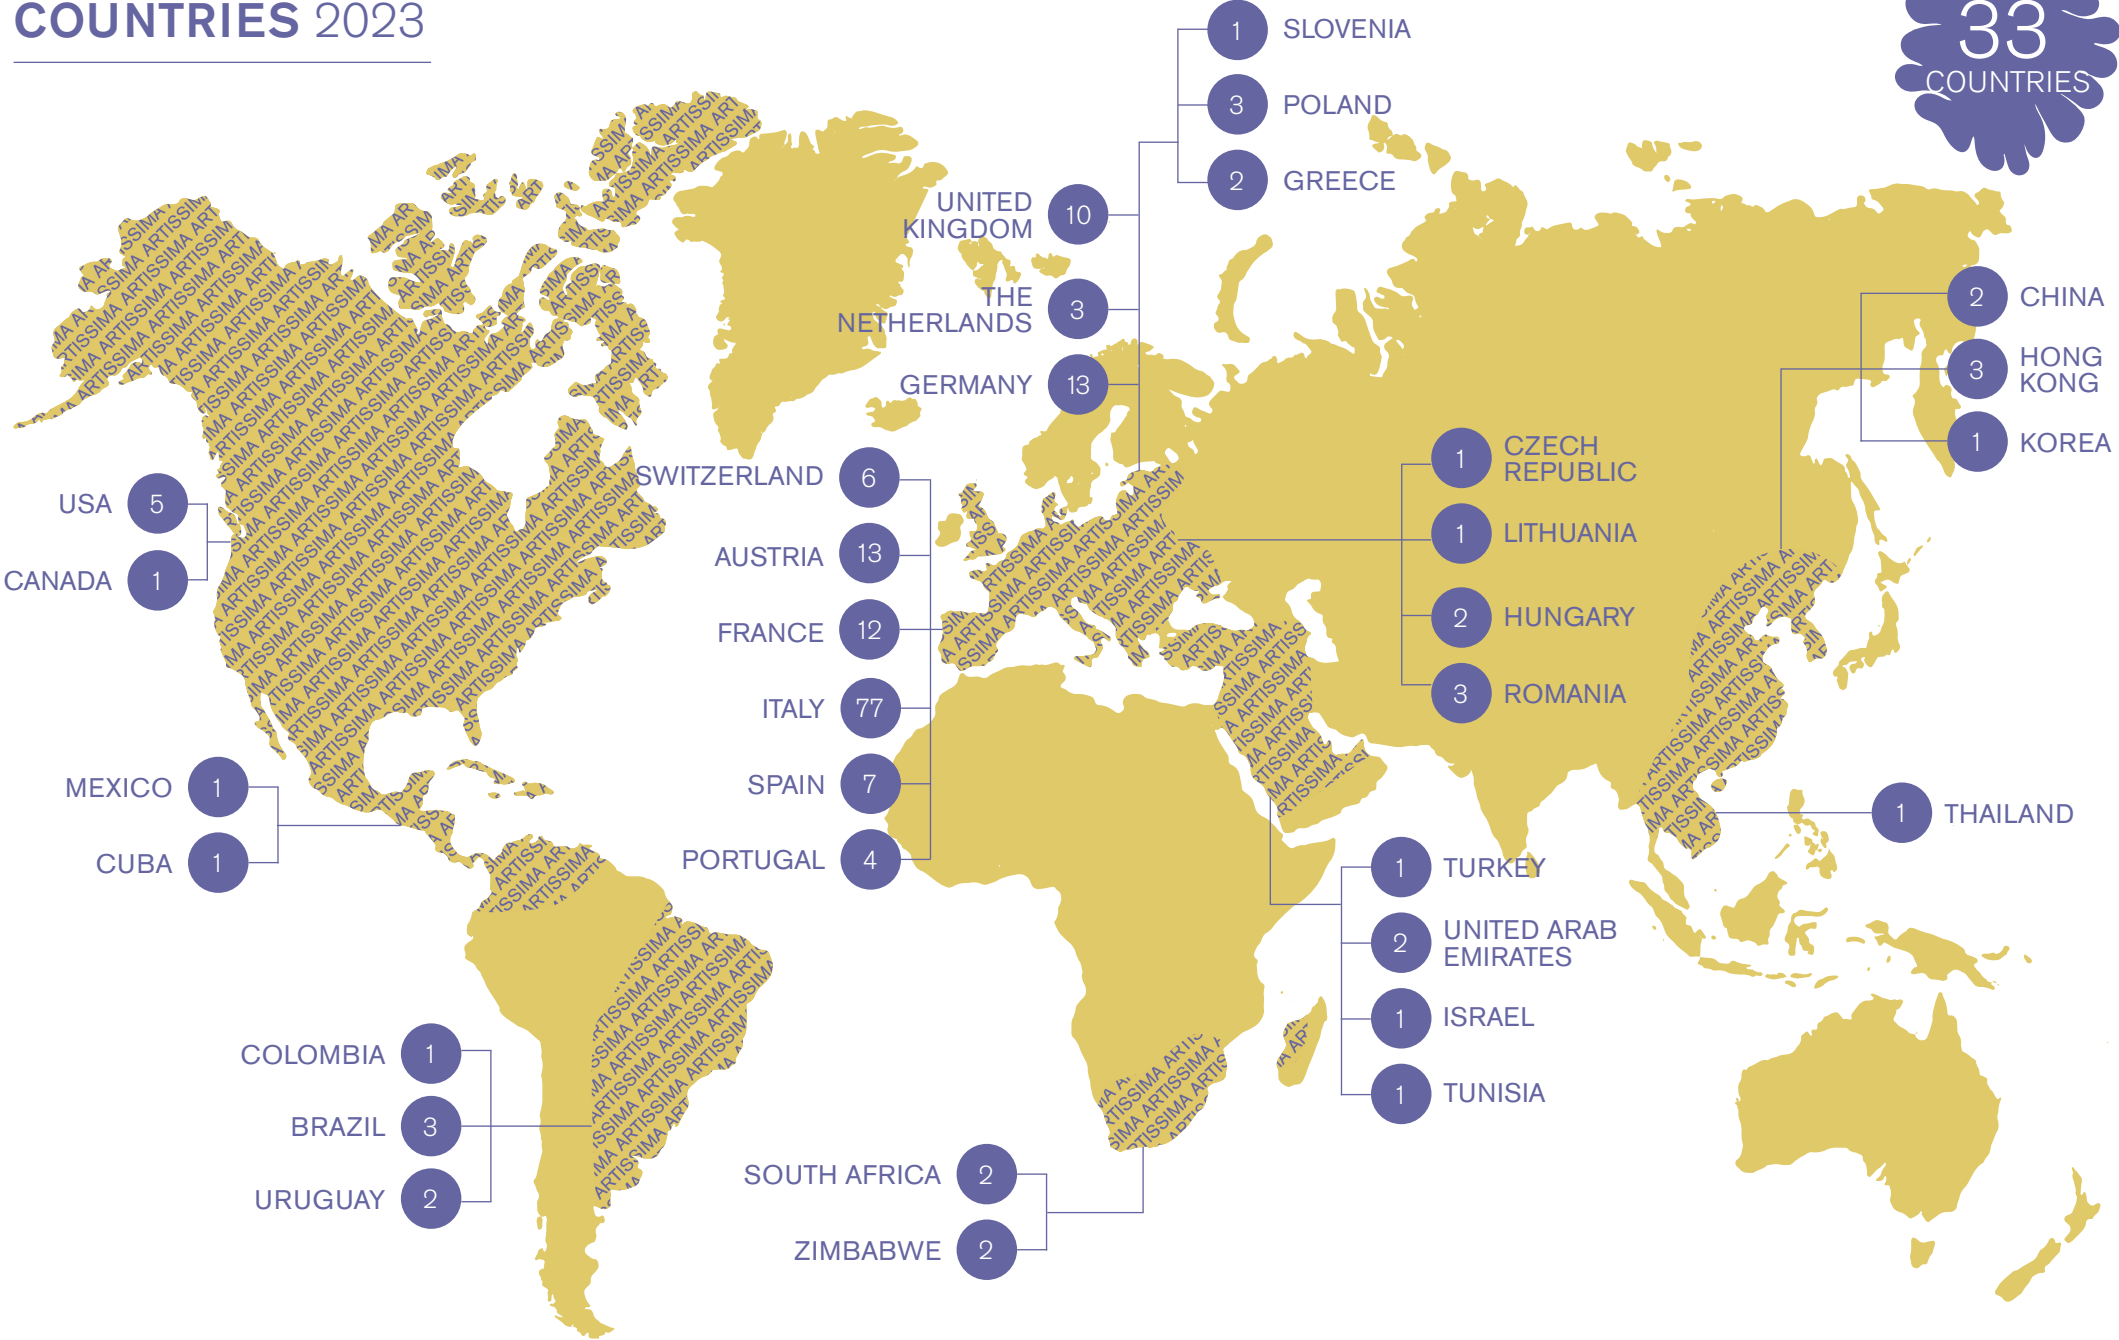 COUNTRIES 2023
33
COUNTRIES
1 SLOVENIA
3 POLAND
2 GREECE
UNITED
KINGDOM 10
THE
NETHERLANDS 3
GERMANY 13
2 CHINA
3 HONG
KONG
1 KOREA
1 CZECH
REPUBLIC
1 LITHUANIA
2 HUNGARY
3 ROMANIA
USA 5
CANADA 1
SWITZERLAND 6
AUSTRIA 13
FRANCE 12
ITALY 77
SPAIN 7
PORTUGAL 4
MEXICO 1
CUBA 1
1 THAILAND
1 TURKEY
2 UNITED ARAB
EMIRATES
1 ISRAEL
1 TUNISIA
COLOMBIA 1
BRAZIL 3
URUGUAY 2
SOUTH AFRICA 2
ZIMBABWE 2